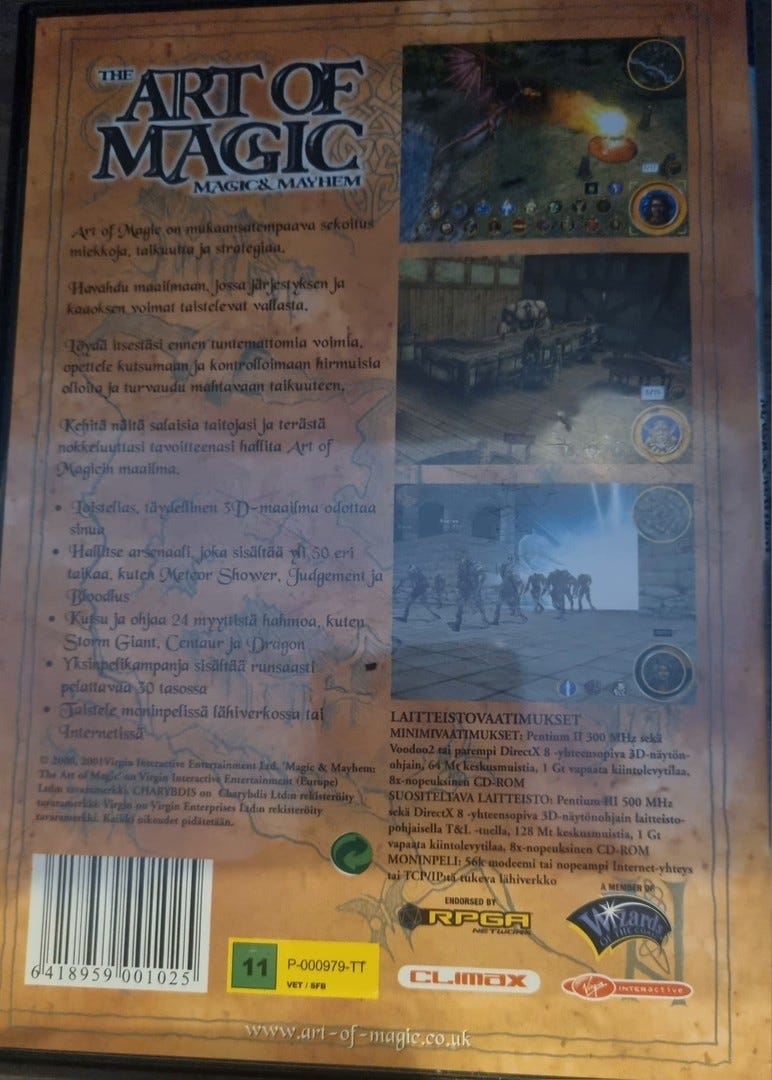 THE
ART OF
MAGIC
MAGIC & MAYHEM
Art of Magic on mukaansatempaava sekoitus
miekkoja, taikuutta ja strategiaa.
Havahdu maailmaan, jossa järjestyksen ja
kaaoksen voimat taistelevat vallasta.
Löydä itsestäsi ennen tuntemattomia voimia,
opettele kutsumaan ja kontrolloimaan hirmuisia
olioita ja turvaudu mahtavaan taikuuteen.
Kehitä näitä salaisia taitojasi ja terästä
nokkeluuttasi tavoitteenasi hallita Art of
Magicin maailma.
• Loistelias, täydellinen 3D-maailma odottaa
sinua
• Hallitse arsenaali, joka sisältää yli 50 eri
taikaa, kuten Meteor Shower, Judgement ja
Bloodlus
• Kutsu ja ohjaa 24 myyttistä hahmoa, kuten
Storm Giant, Centaur ja Dragon
• Yksinpelikampanja sisältää runsaasti
pelattavaa 30 tasossa
• Taistele moninpelissä lähiverkossa tai
Internetissä
© 2000, 2001 Virgin Interactive Entertainment Ltd. 'Magic & Mayhem:
The Art of Magic' on Virgin Interactive Entertainment (Europe)
Ltd:n tavaramerkki. CHARYBDIS on Charybdis Ltd:n rekisteröity
tavaramerkki. Virgin on Virgin Enterprises Ltd:n rekisteröity
tavaramerkki. Kaikki oikoudet pidätetään.
LAITTEISTOVAATIMUKSET
MINIMIVAATIMUKSET: Pentium II 300 MHz sekä
Voodoo2 tai parempi DirectX 8 -yhteensopiva 3D-näytön-
ohjain, 64 Mt keskusmuistia, 1 Gt vapaata kiintolevytilaa,
8x-nopeuksinen CD-ROM
SUOSITELTAVA LAITTEISTO: Pentium III 500 MHz
sekä DirectX 8 -yhteensopiva 3D-näytönohjain laitteisto-
pohjaisella T&L -tuella, 128 Mt keskusmuistia, 1 Gt
vapaata kiintolevytilaa, 8x-nopeuksinen CD-ROM
MONINPELI: 56k modeemi tai nopeampi Internet-yhteys
tai TCP/IP:tä tukeva lähiverkko
6 418959 001025
11 P-000979-TT
VET / SFB
ENDORSED BY
RPGA
NETWORK
A MEMBER OF
Wizards
OF THE COAST
CLIMAX
Virgin INTERACTIVE
www.art-of-magic.co.uk